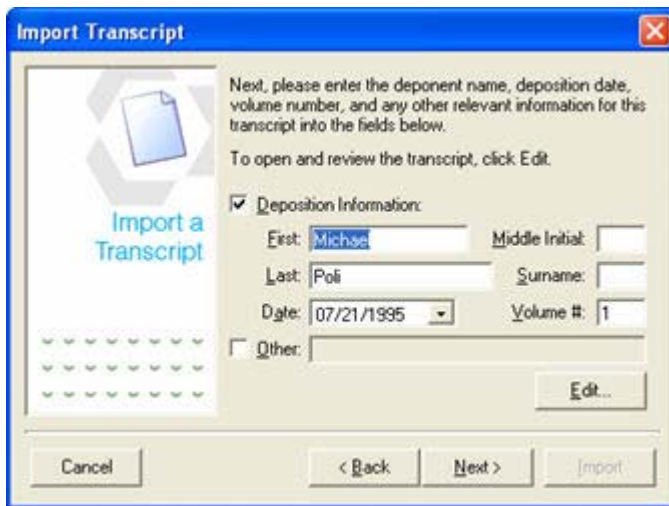 Import Transcript
Next, please enter the deponent name, deposition date,
volume number, and any other relevant information for this
transcript into the fields below.
To open and review the transcript, click Edit.
Import a
Transcript
Deposition Information:
First: Michael Middle Initial:
Last: Poli Surname:
Date: 07/21/1995 Volume #: 1
Other:
Edit...
Cancel < Back Next > Import